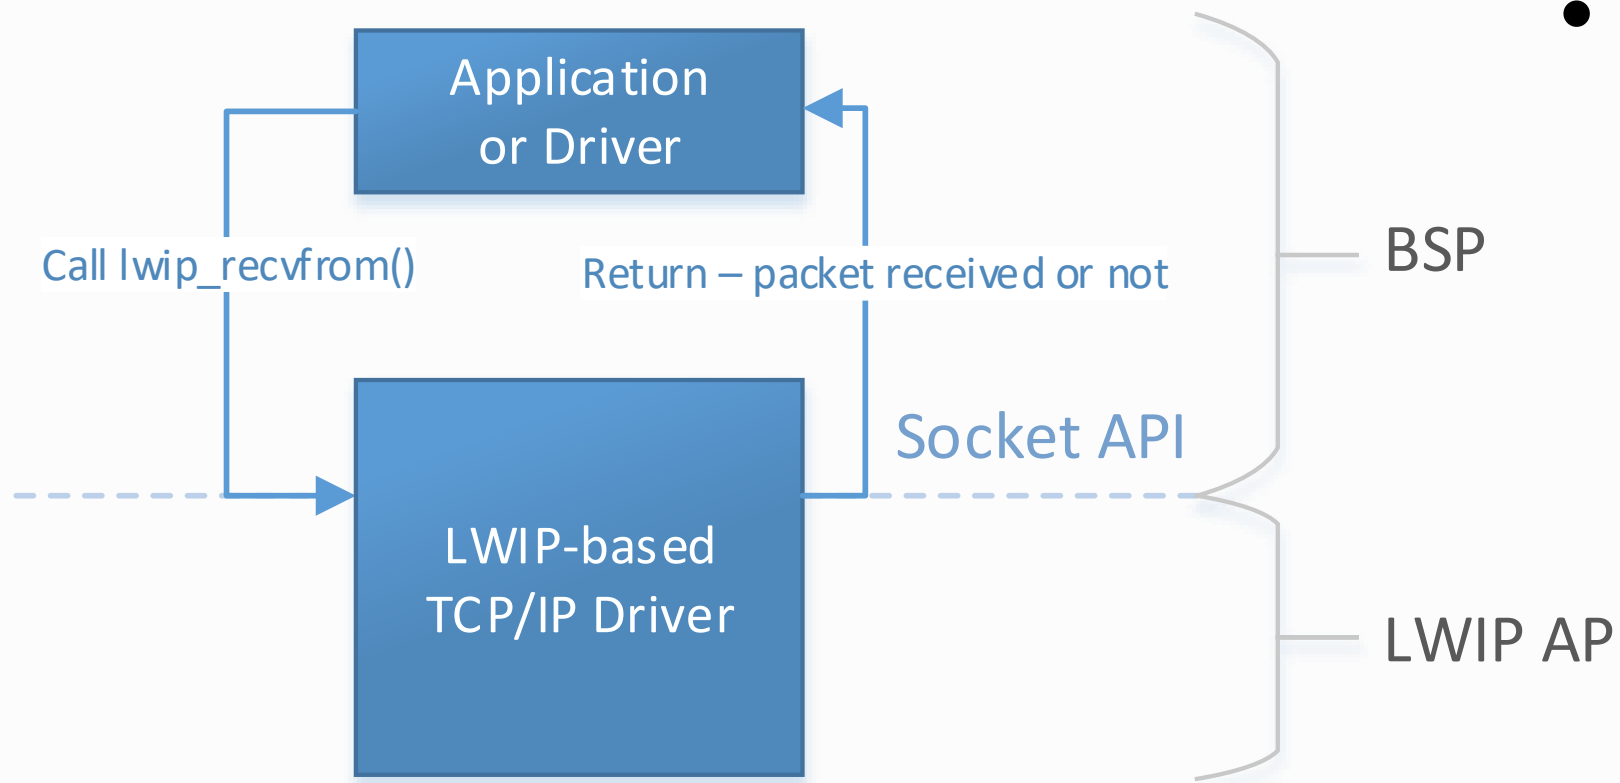 Application
or Driver
Call lwip_recvfrom()
Return – packet received or not
BSP
Socket API
LWIP-based
TCP/IP Driver
LWIP AP